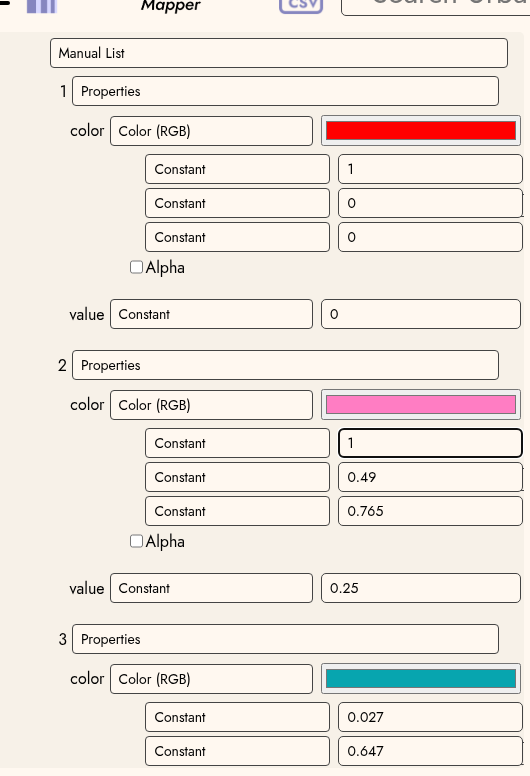 Mapper
CSV
Manual List
1 Properties
color Color (RGB)
Constant 1
Constant 0
Constant 0
Alpha
value Constant 0
2 Properties
color Color (RGB)
Constant 1
Constant 0.49
Constant 0.765
Alpha
value Constant 0.25
3 Properties
color Color (RGB)
Constant 0.027
Constant 0.647